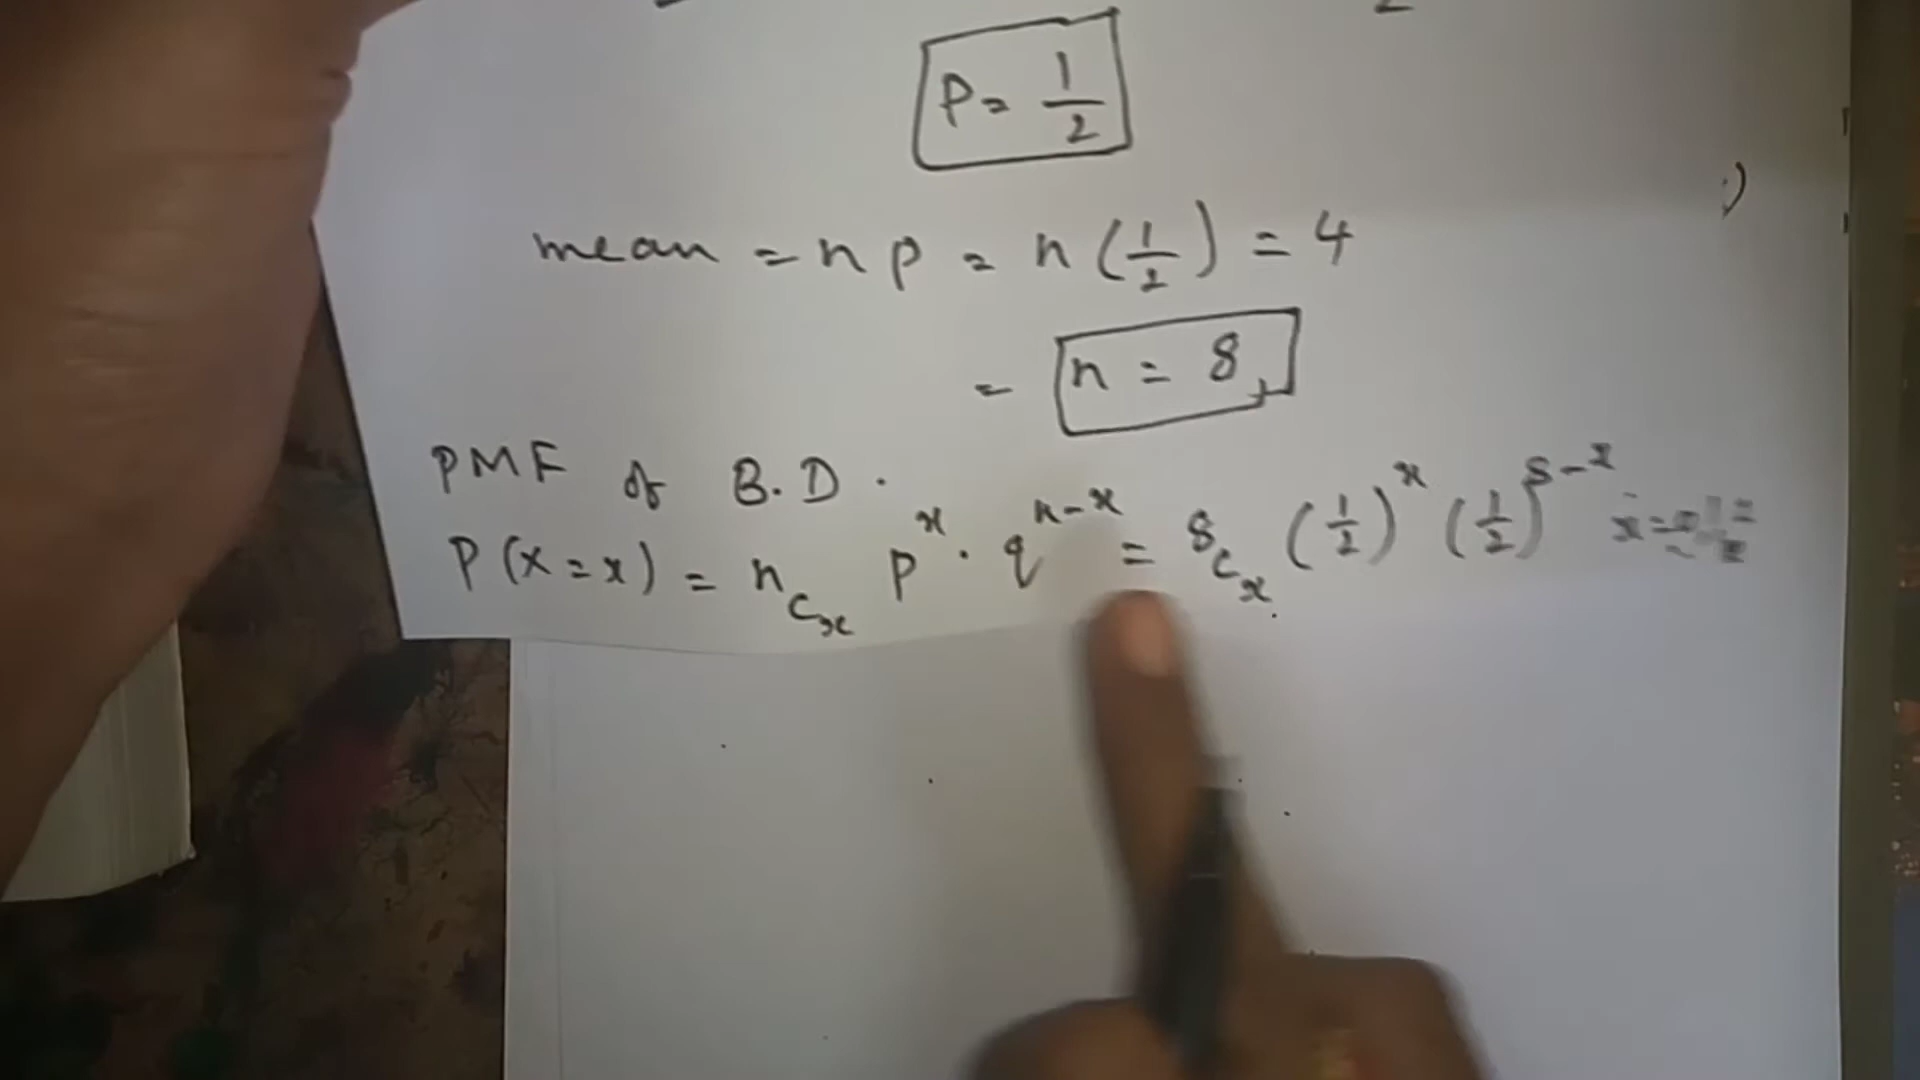 P = 1/2
mean = np = n(1/2) = 4
= n = 8
PMF of B.D.
P(X=x) = nCx p^x . q^(n-x) = 8Cx (1/2)^x (1/2)^(8-x)